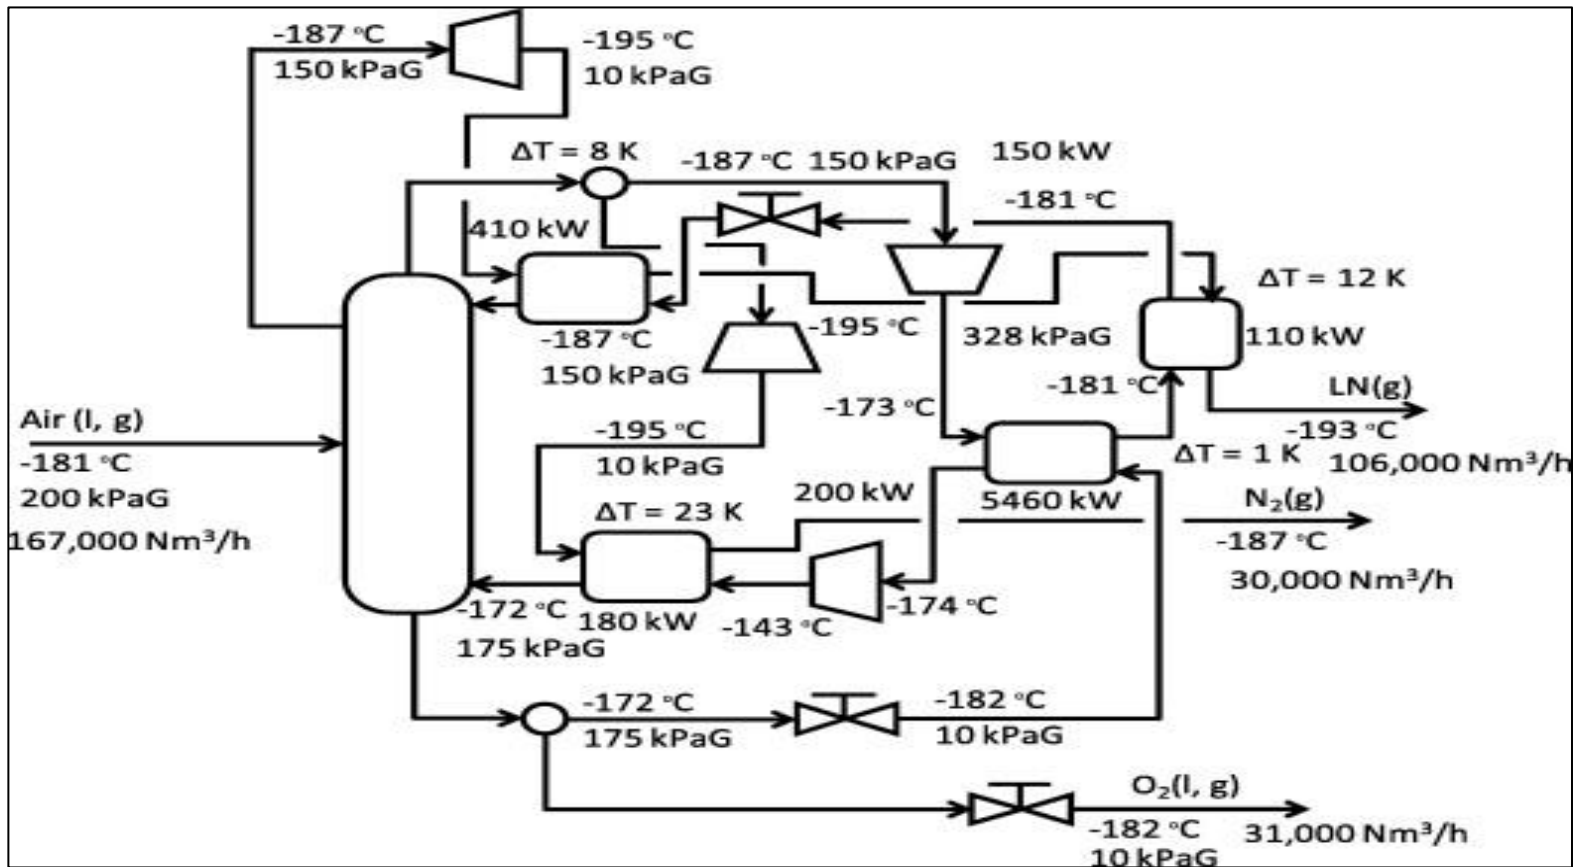 -187 °C
150 kPaG
-195 °C
10 kPaG
ΔT = 8 K
-187 °C 150 kPaG
150 kW
-181 °C
410 kW
ΔT = 12 K
-187 °C
150 kPaG
-195 °C
328 kPaG
110 kW
-181 °C
LN(g)
-193 °C
106,000 Nm³/h
-173 °C
Air (l, g)
-181 °C
200 kPaG
167,000 Nm³/h
-195 °C
10 kPaG
ΔT = 1 K
5460 kW
200 kW
N₂(g)
-187 °C
30,000 Nm³/h
ΔT = 23 K
-172 °C
175 kPaG
180 kW
-143 °C
-174 °C
-172 °C
175 kPaG
-182 °C
10 kPaG
O₂(l, g)
-182 °C
10 kPaG
31,000 Nm³/h